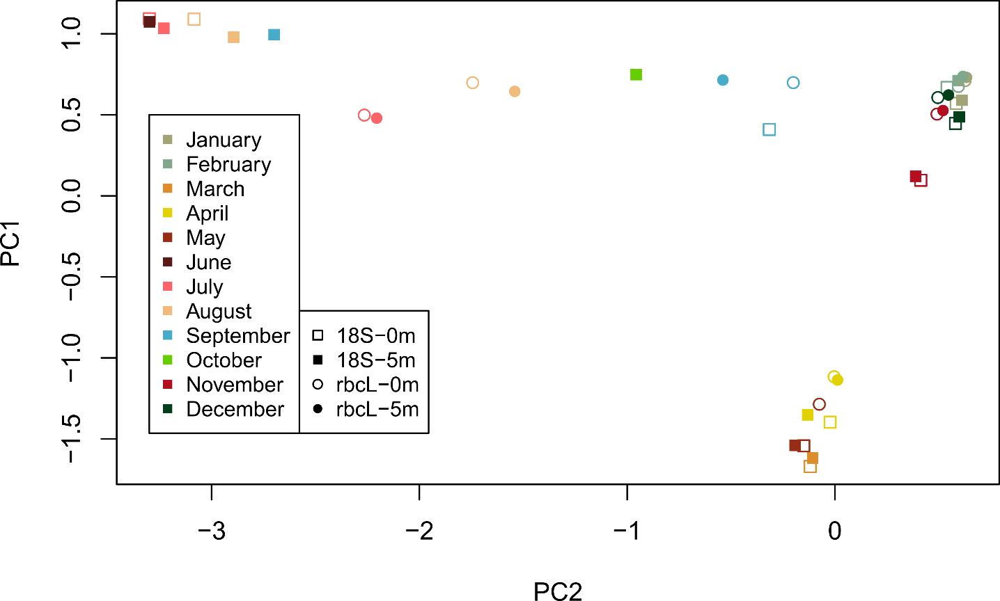 PC1
1.0
0.5
0.0
−0.5
−1.0
−1.5
January
February
March
April
May
June
July
August
September
October
November
December
18S−0m
18S−5m
rbcL−0m
rbcL−5m
−3 −2 −1 0
PC2